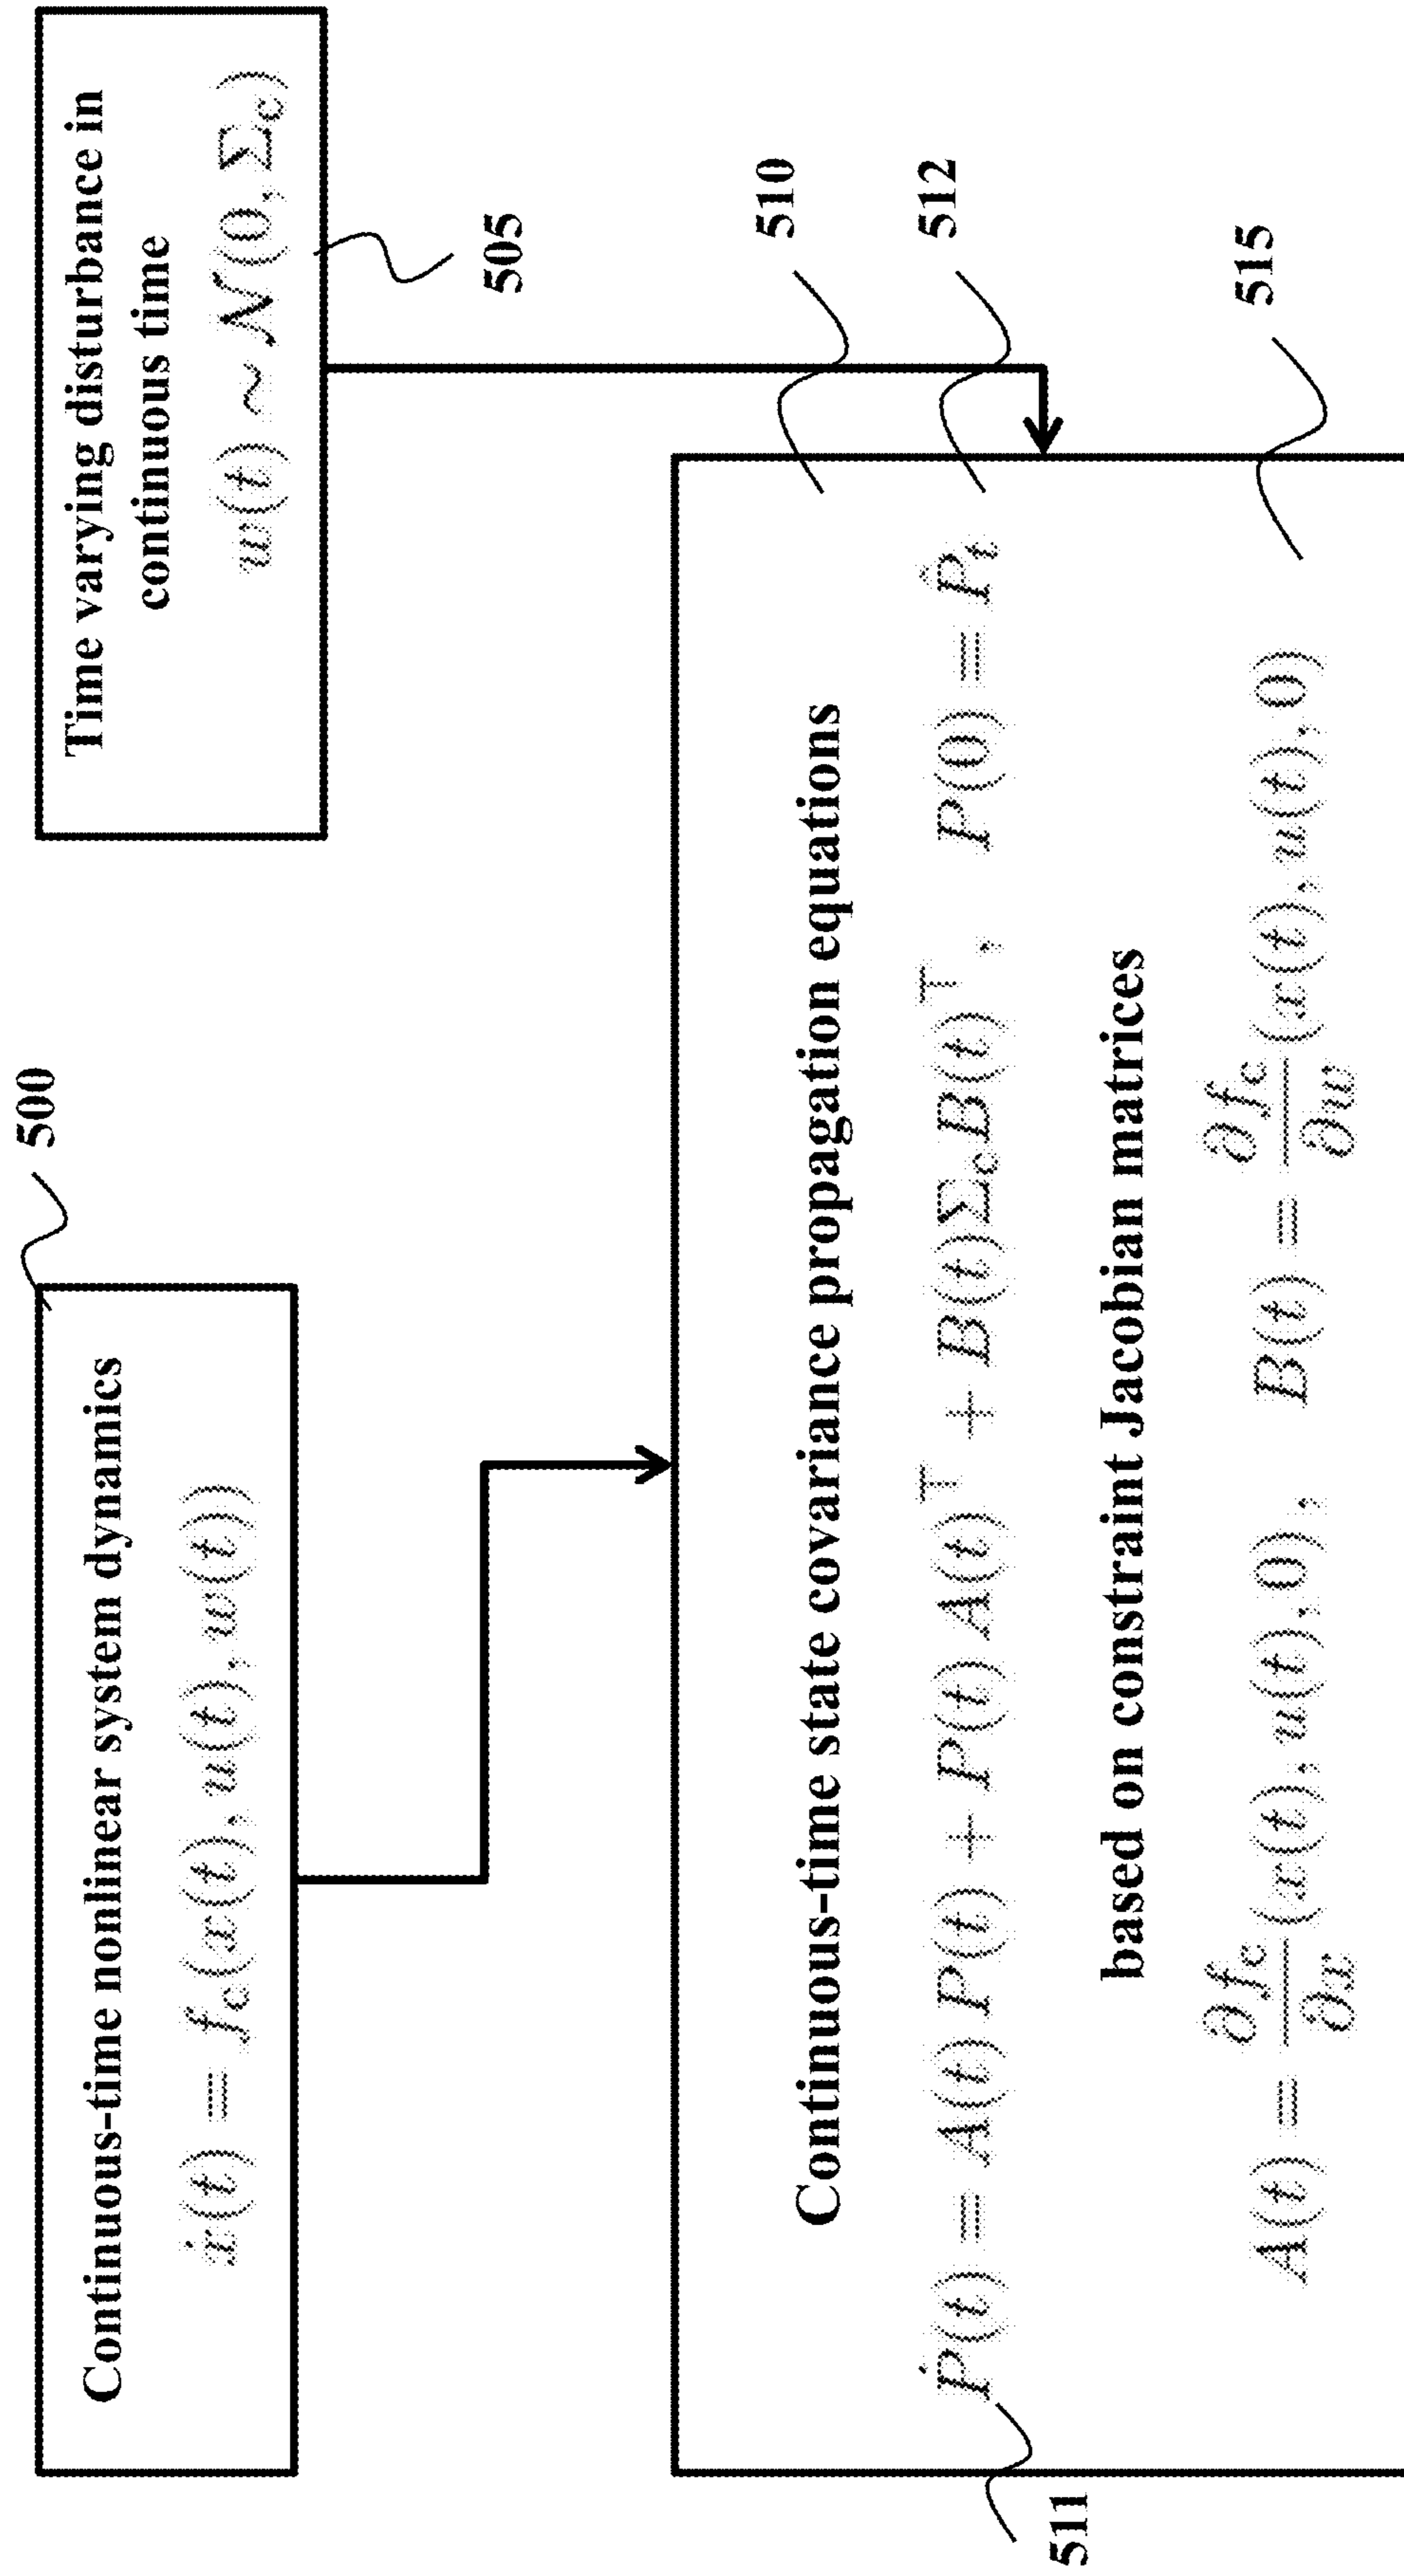 500
Continuous-time nonlinear system dynamics
ẋ(t) = f_c(x(t), u(t), w(t))
Time varying disturbance in
continuous time
w(t) ∼ 𝒩(0, Σ_c)
505
510
Continuous-time state covariance propagation equations
511
Ṗ(t) = A(t) P(t) + P(t) A(t)^⊤ + B(t)Σ_c B(t)^⊤, P(0) = P̂_t
512
based on constraint Jacobian matrices
A(t) = ∂f_c/∂x (x(t), u(t), 0), B(t) = ∂f_c/∂w (x(t), u(t), 0)
515